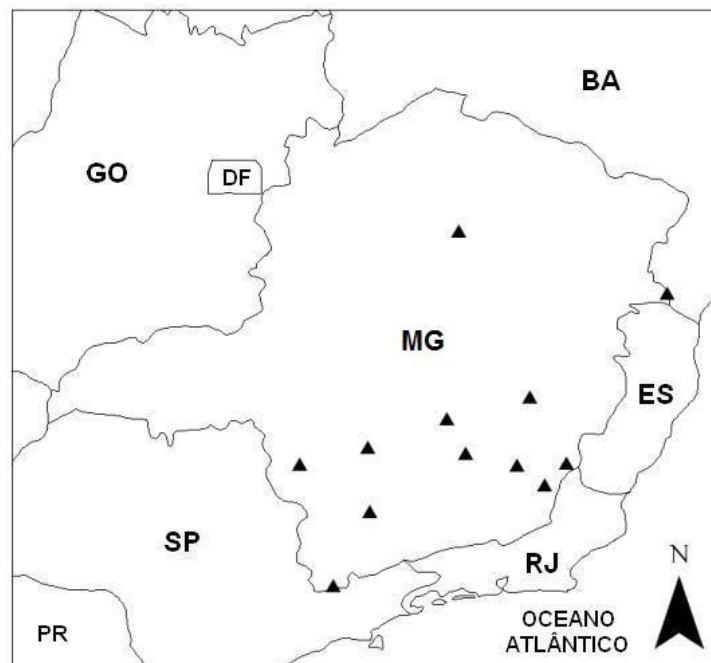 BA
GO
DF
MG
ES
SP
RJ
N
PR
OCEANO
ATLÂNTICO